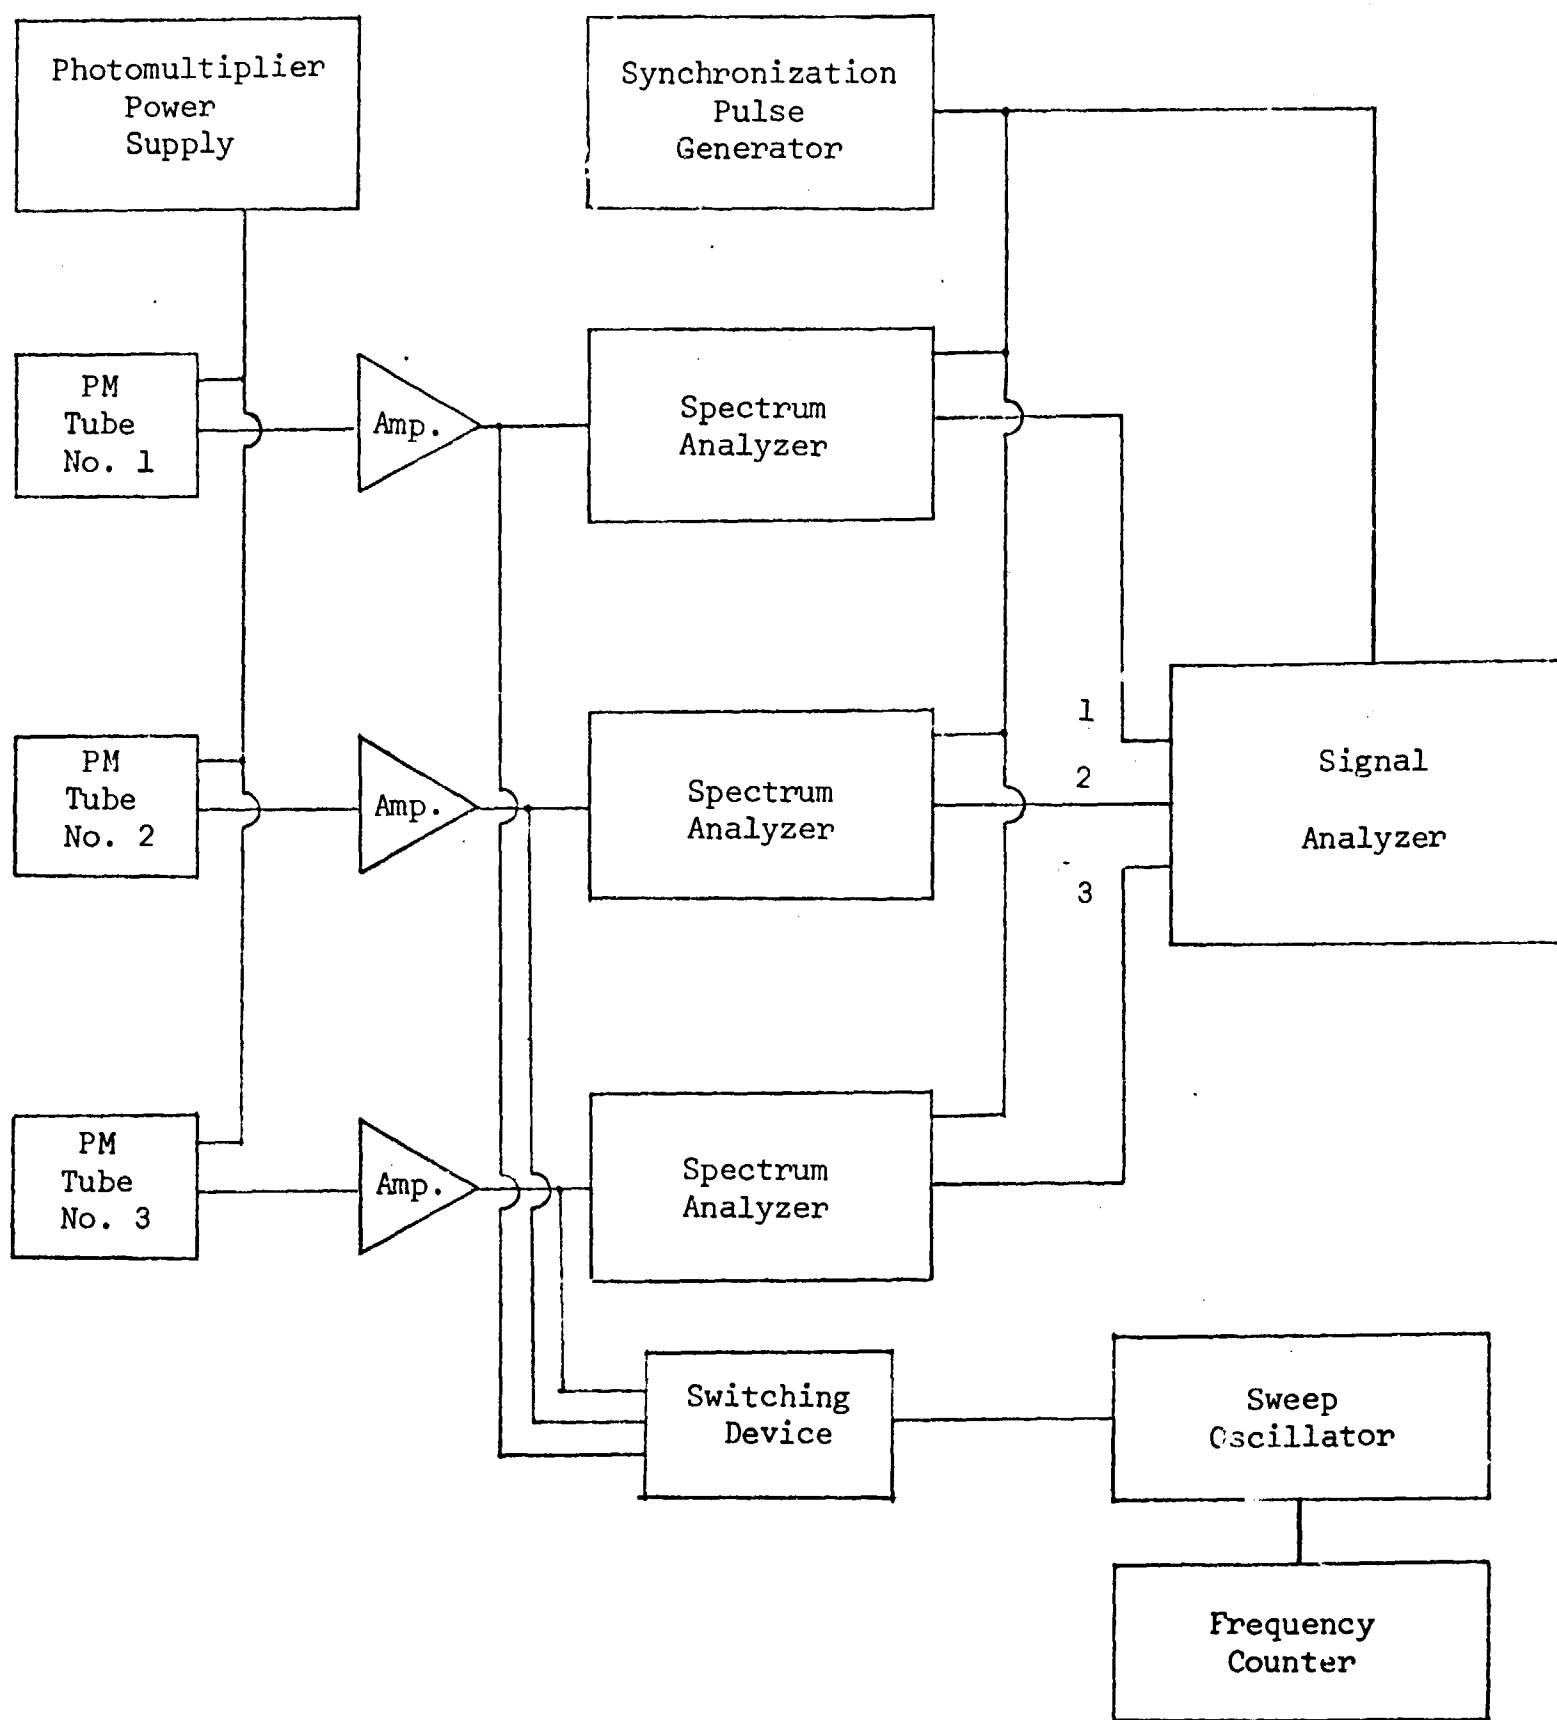 Photomultiplier
Power
Supply
Synchronization
Pulse
Generator
PM
Tube
No. 1
Amp.
Spectrum
Analyzer
PM
Tube
No. 2
Amp.
Spectrum
Analyzer
1
2
3
Signal
Analyzer
PM
Tube
No. 3
Amp.
Spectrum
Analyzer
Switching
Device
Sweep
Oscillator
Frequency
Counter